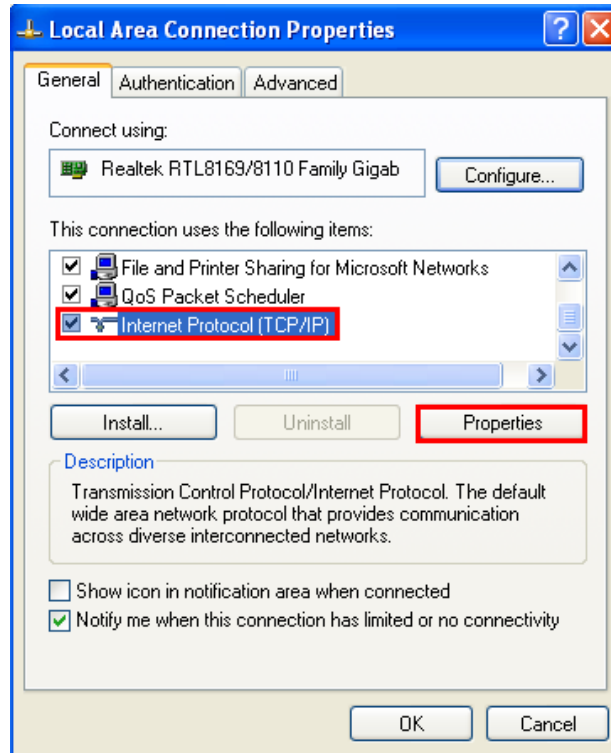 Local Area Connection Properties
General
Authentication
Advanced
Connect using:
Realtek RTL8169/8110 Family Gigab
Configure...
This connection uses the following items:
File and Printer Sharing for Microsoft Networks
QoS Packet Scheduler
Internet Protocol (TCP/IP)
Install...
Uninstall
Properties
Description
Transmission Control Protocol/Internet Protocol. The default
wide area network protocol that provides communication
across diverse interconnected networks.
Show icon in notification area when connected
Notify me when this connection has limited or no connectivity
OK
Cancel